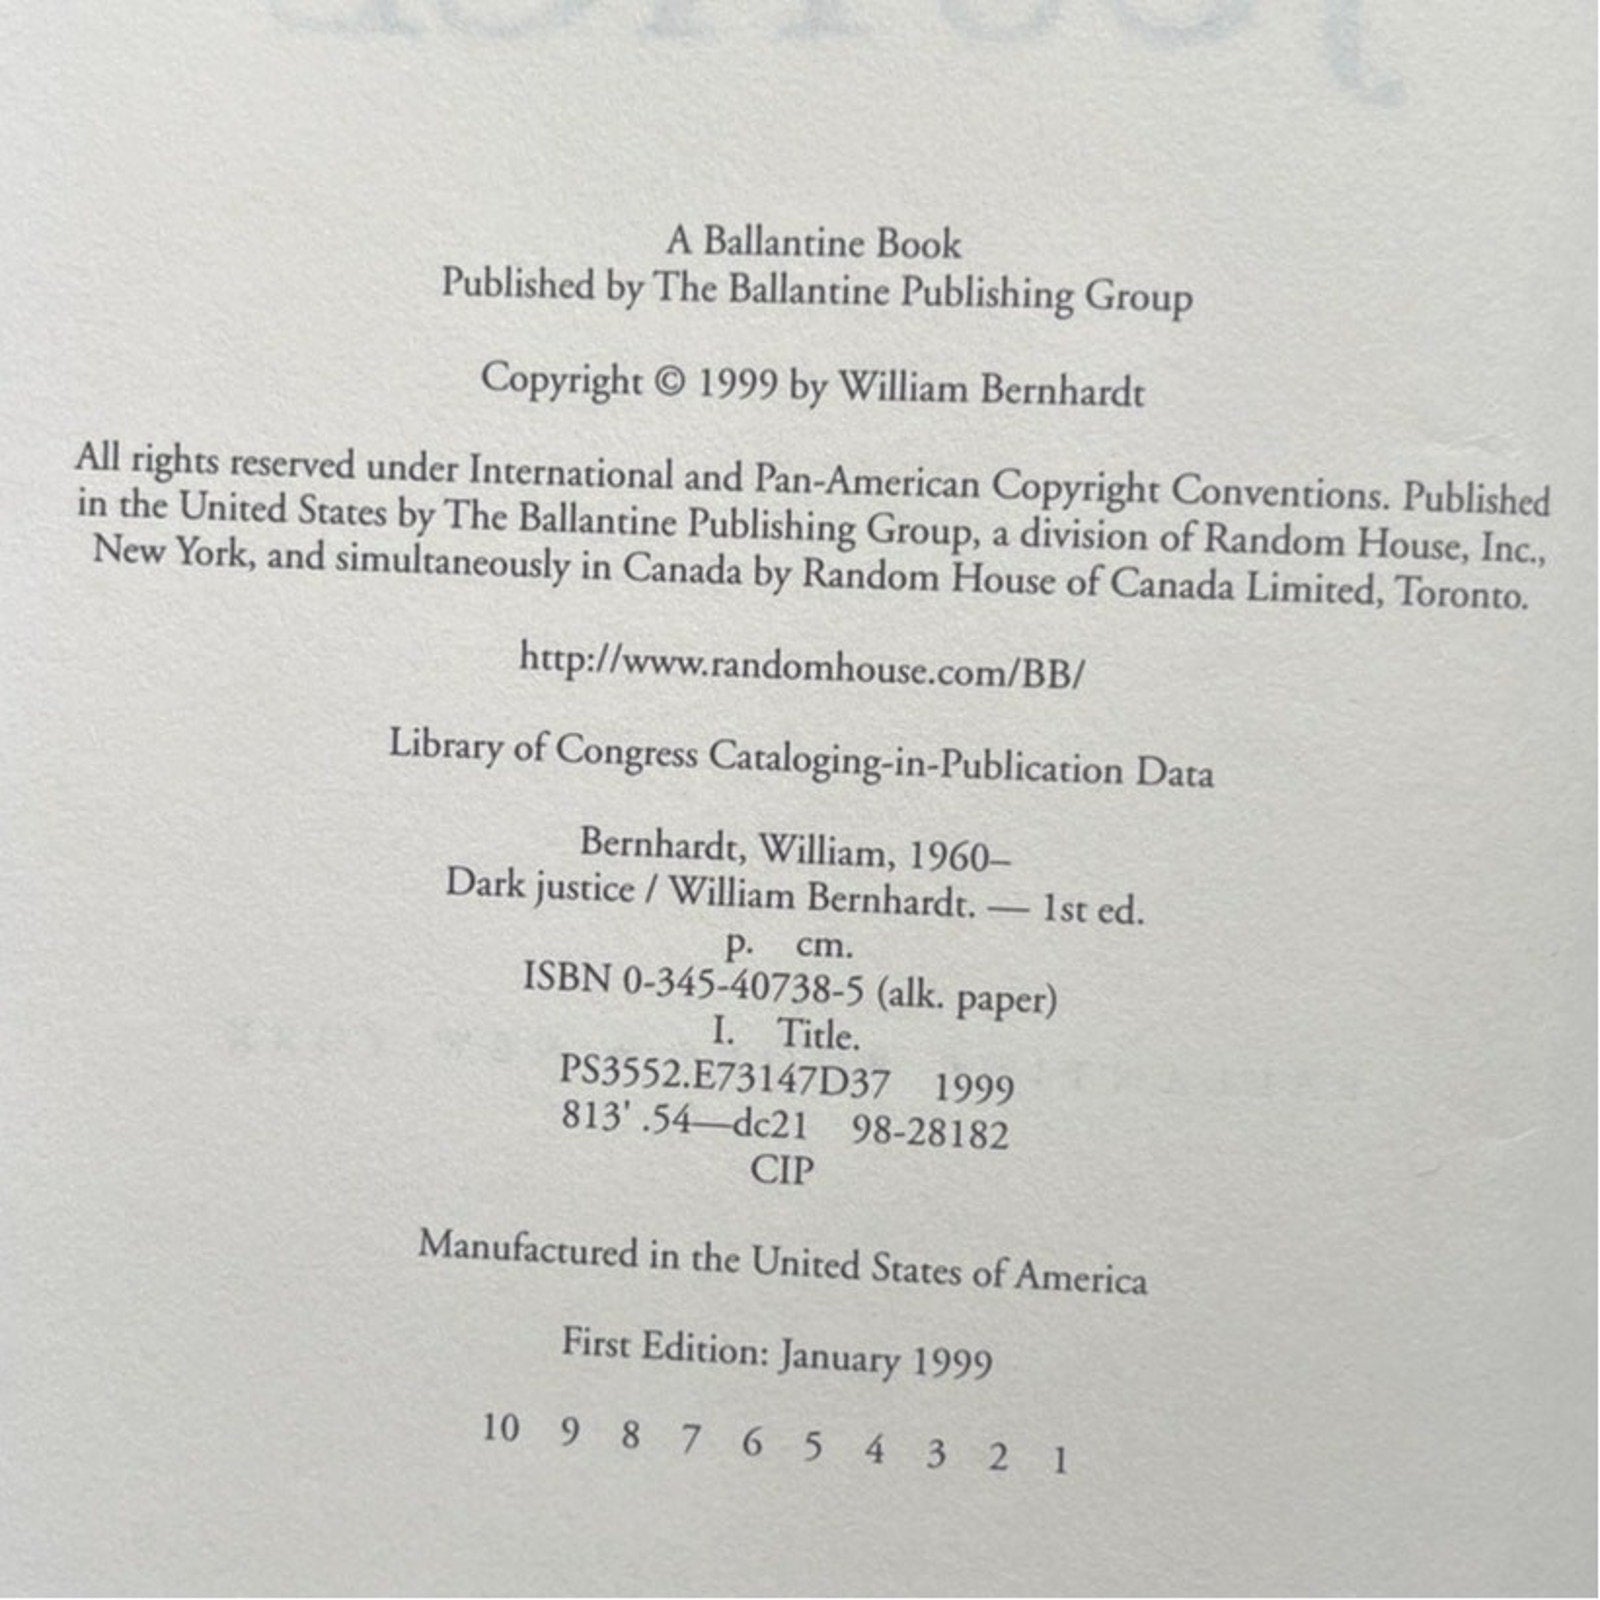 A Ballantine Book
Published by The Ballantine Publishing Group
Copyright © 1999 by William Bernhardt
All rights reserved under International and Pan-American Copyright Conventions. Published
in the United States by The Ballantine Publishing Group, a division of Random House, Inc.,
New York, and simultaneously in Canada by Random House of Canada Limited, Toronto.
http://www.randomhouse.com/BB/
Library of Congress Cataloging-in-Publication Data
Bernhardt, William, 1960–
Dark justice / William Bernhardt. — 1st ed.
p. cm.
ISBN 0-345-40738-5 (alk. paper)
I. Title.
PS3552.E73147D37 1999
813' .54—dc21 98-28182
CIP
Manufactured in the United States of America
First Edition: January 1999
10 9 8 7 6 5 4 3 2 1